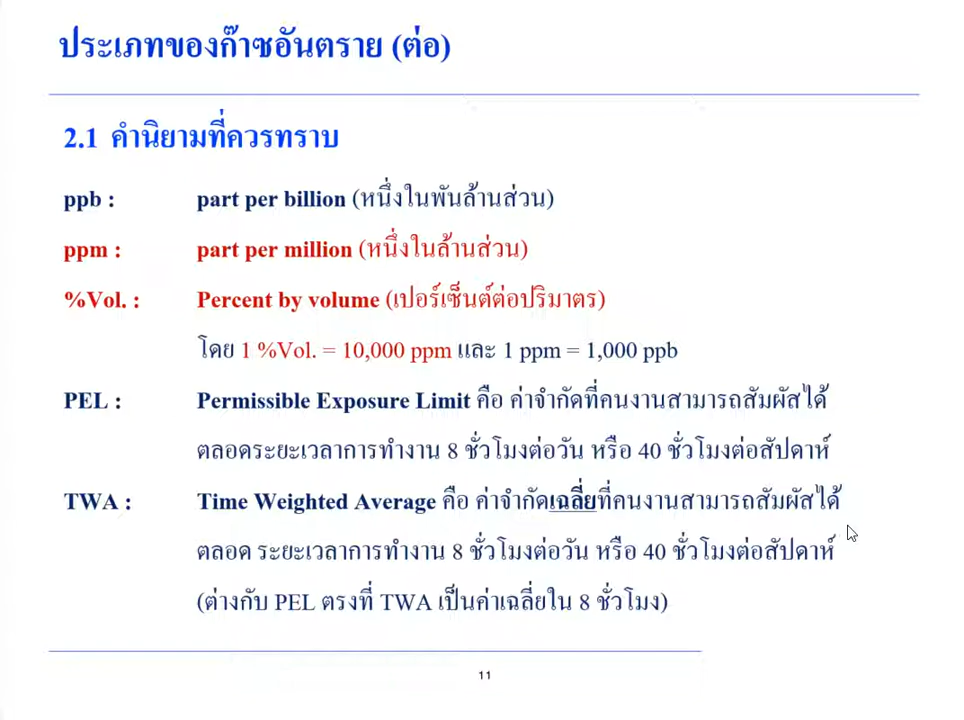 ประเภทของก๊าซอันตราย (ต่อ)
2.1 คำนิยามที่ควรทราบ
ppb : part per billion (หนึ่งในพันล้านส่วน)
ppm : part per million (หนึ่งในล้านส่วน)
%Vol. : Percent by volume (เปอร์เซ็นต์ต่อปริมาตร)
โดย 1 %Vol. = 10,000 ppm และ 1 ppm = 1,000 ppb
PEL : Permissible Exposure Limit คือ ค่าจำกัดที่คนงานสามารถสัมผัสได้
ตลอดระยะเวลาการทำงาน 8 ชั่วโมงต่อวัน หรือ 40 ชั่วโมงต่อสัปดาห์
TWA : Time Weighted Average คือ ค่าจำกัดเฉลี่ยที่คนงานสามารถสัมผัสได้
ตลอด ระยะเวลาการทำงาน 8 ชั่วโมงต่อวัน หรือ 40 ชั่วโมงต่อสัปดาห์
(ต่างกับ PEL ตรงที่ TWA เป็นค่าเฉลี่ยใน 8 ชั่วโมง)
11